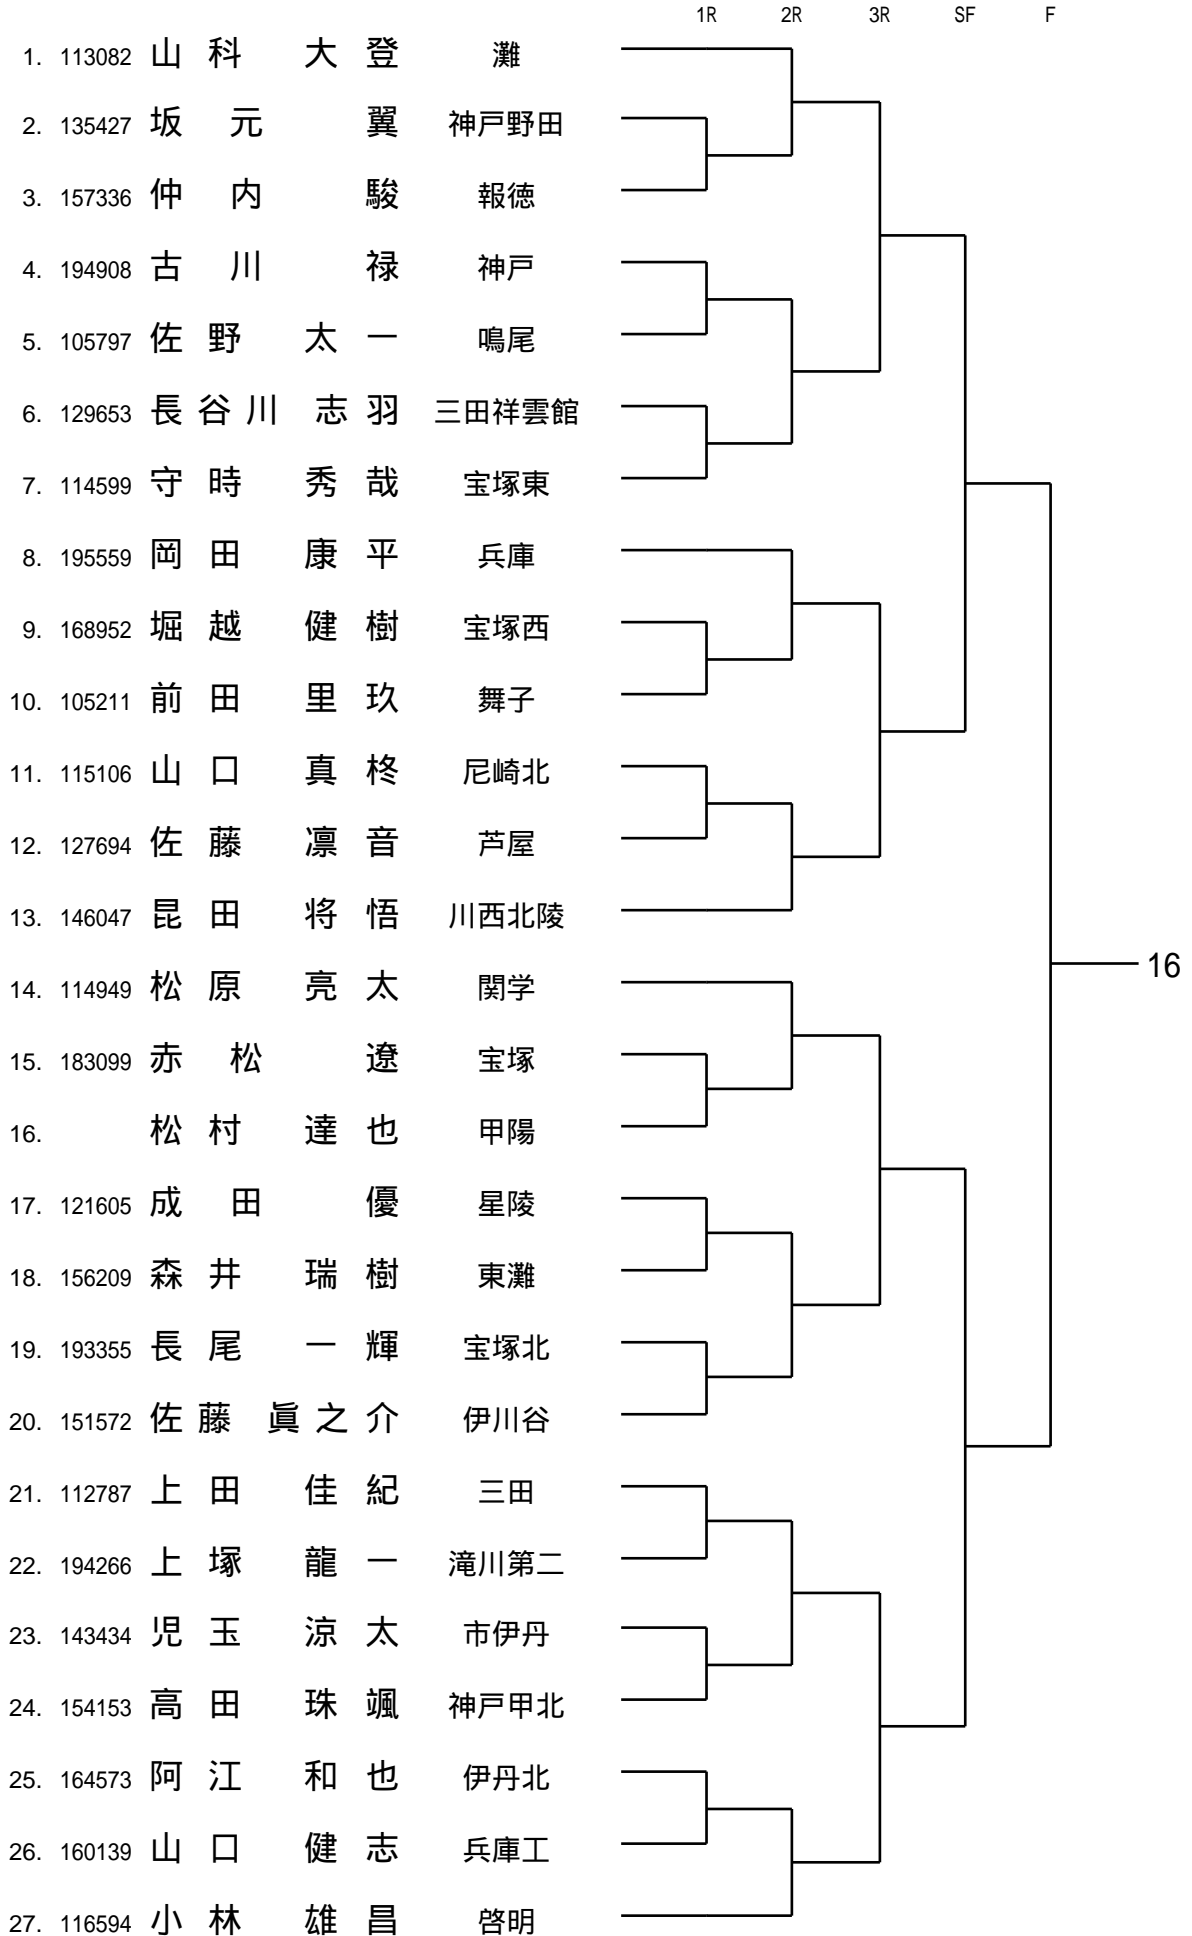 1R 2R 3R SF F
1. 113082 山科 大登 灘
2. 135427 坂元 翼 神戸野田
3. 157336 仲内 駿 報徳
4. 194908 古川 禄 神戸
5. 105797 佐野 太一 鳴尾
6. 129653 長谷川 志羽 三田祥雲館
7. 114599 守時 秀哉 宝塚東
8. 195559 岡田 康平 兵庫
9. 168952 堀越 健樹 宝塚西
10. 105211 前田 里玖 舞子
11. 115106 山口 真柊 尼崎北
12. 127694 佐藤 凛音 芦屋
13. 146047 昆田 将悟 川西北陵
16
14. 114949 松原 亮太 関学
15. 183099 赤松 遼 宝塚
16. 松村 達也 甲陽
17. 121605 成田 優 星陵
18. 156209 森井 瑞樹 東灘
19. 193355 長尾 一輝 宝塚北
20. 151572 佐藤 眞之介 伊川谷
21. 112787 上田 佳紀 三田
22. 194266 上塚 龍一 滝川第二
23. 143434 児玉 涼太 市伊丹
24. 154153 高田 珠颯 神戸甲北
25. 164573 阿江 和也 伊丹北
26. 160139 山口 健志 兵庫工
27. 116594 小林 雄昌 啓明